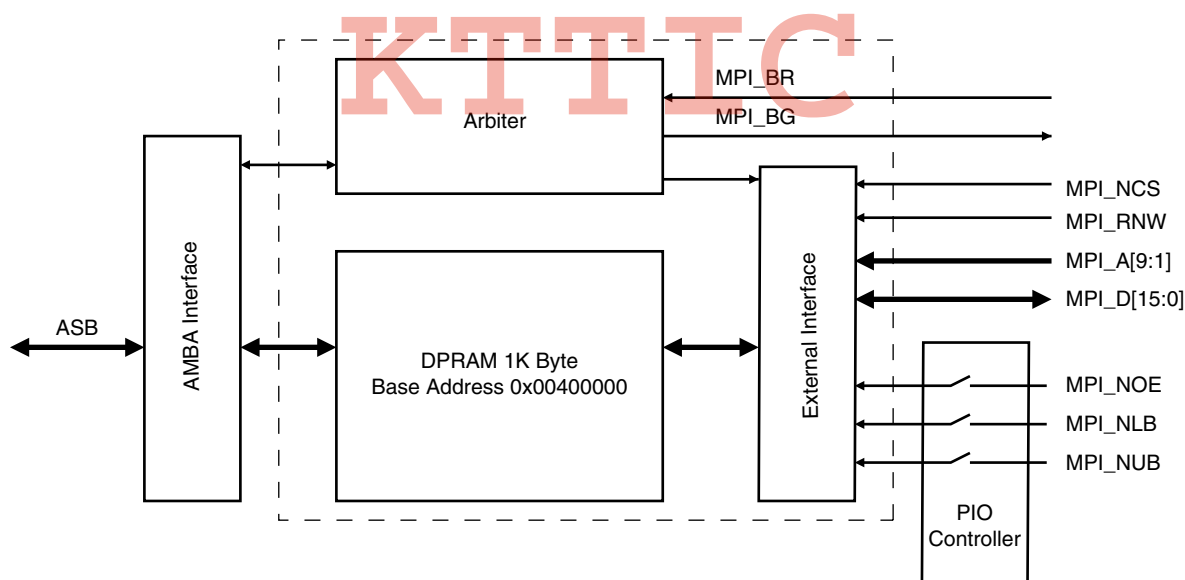 KTTIC
MPI_BR
Arbiter
MPI_BG
MPI_NCS
MPI_RNW
MPI_A[9:1]
MPI_D[15:0]
ASB
AMBA Interface
DPRAM 1K Byte
Base Address 0x00400000
External Interface
MPI_NOE
MPI_NLB
MPI_NUB
PIO
Controller